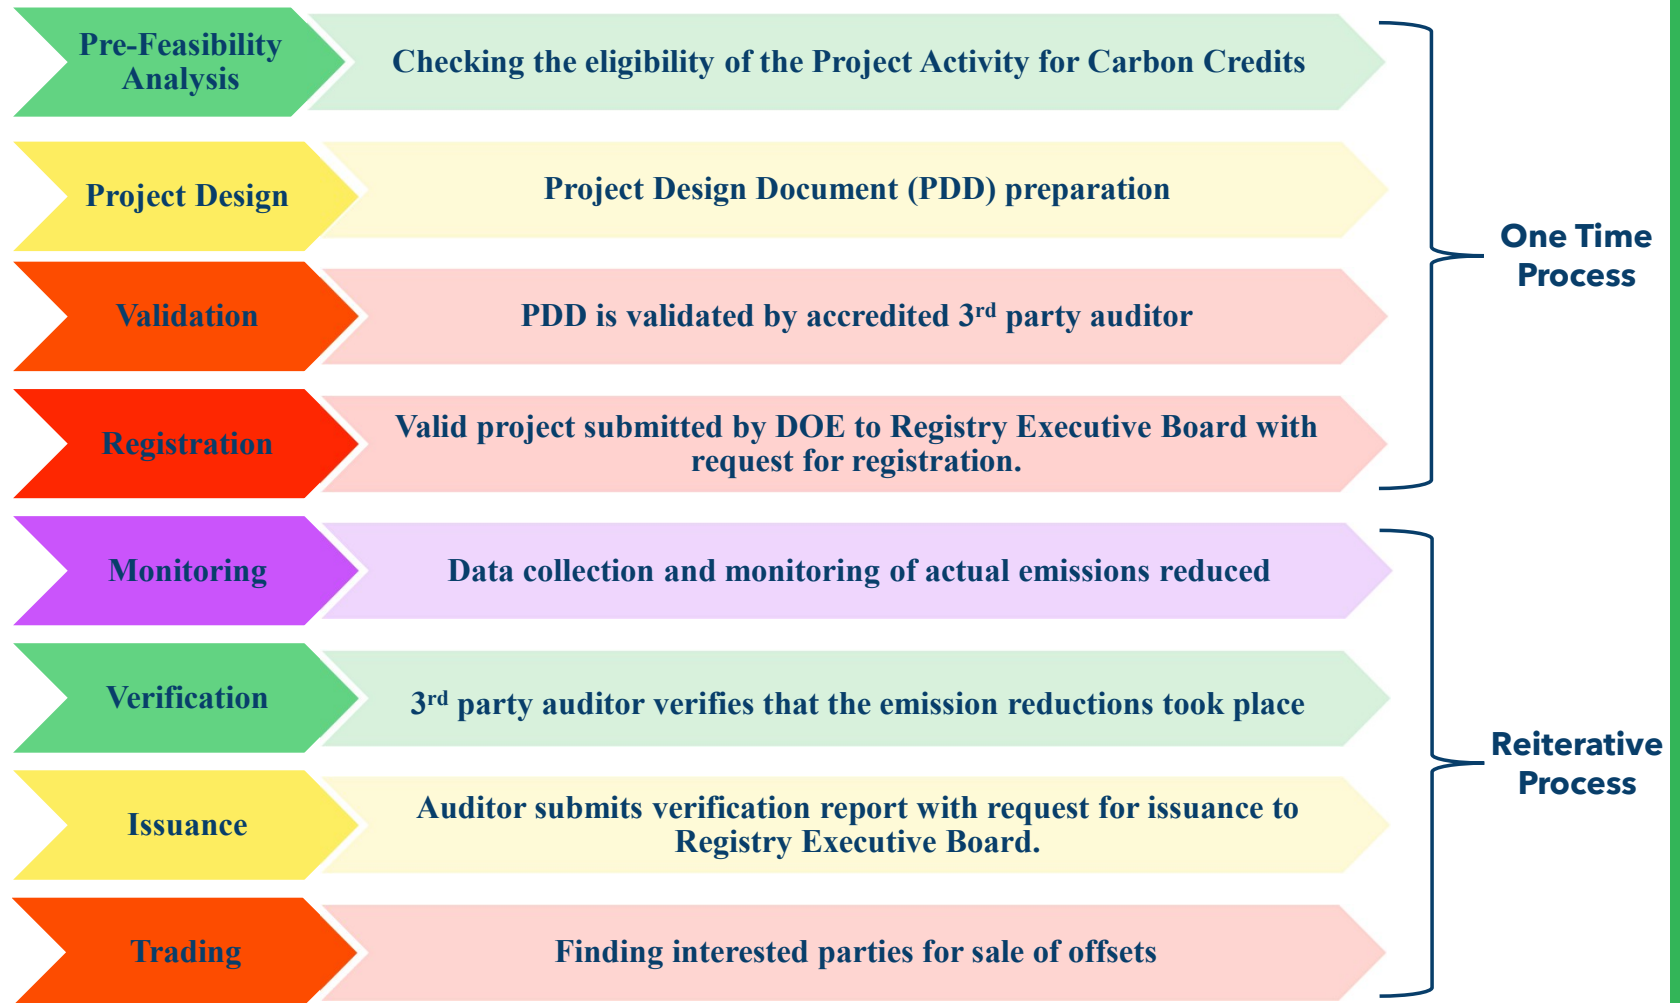 Pre-Feasibility
Analysis
Checking the eligibility of the Project Activity for Carbon Credits
Project Design
Project Design Document (PDD) preparation
Validation
PDD is validated by accredited 3rd party auditor
Registration
Valid project submitted by DOE to Registry Executive Board with
request for registration.
One Time
Process
Monitoring
Data collection and monitoring of actual emissions reduced
Verification
3rd party auditor verifies that the emission reductions took place
Issuance
Auditor submits verification report with request for issuance to
Registry Executive Board.
Trading
Finding interested parties for sale of offsets
Reiterative
Process